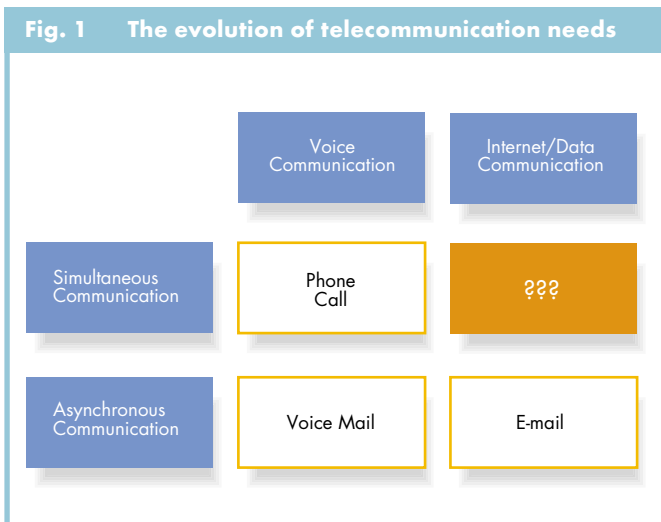 Fig. 1 The evolution of telecommunication needs
Voice
Communication
Internet/Data
Communication
Simultaneous
Communication
Phone
Call
???
Asynchronous
Communication
Voice Mail
E-mail